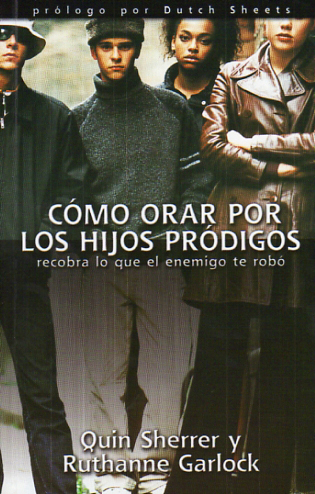 prólogo por Dutch Sheets
CÓMO ORAR POR
LOS HIJOS PRÓDIGOS
recobra lo que el enemigo te robó
Quin Sherrer y
Ruthanne Garlock